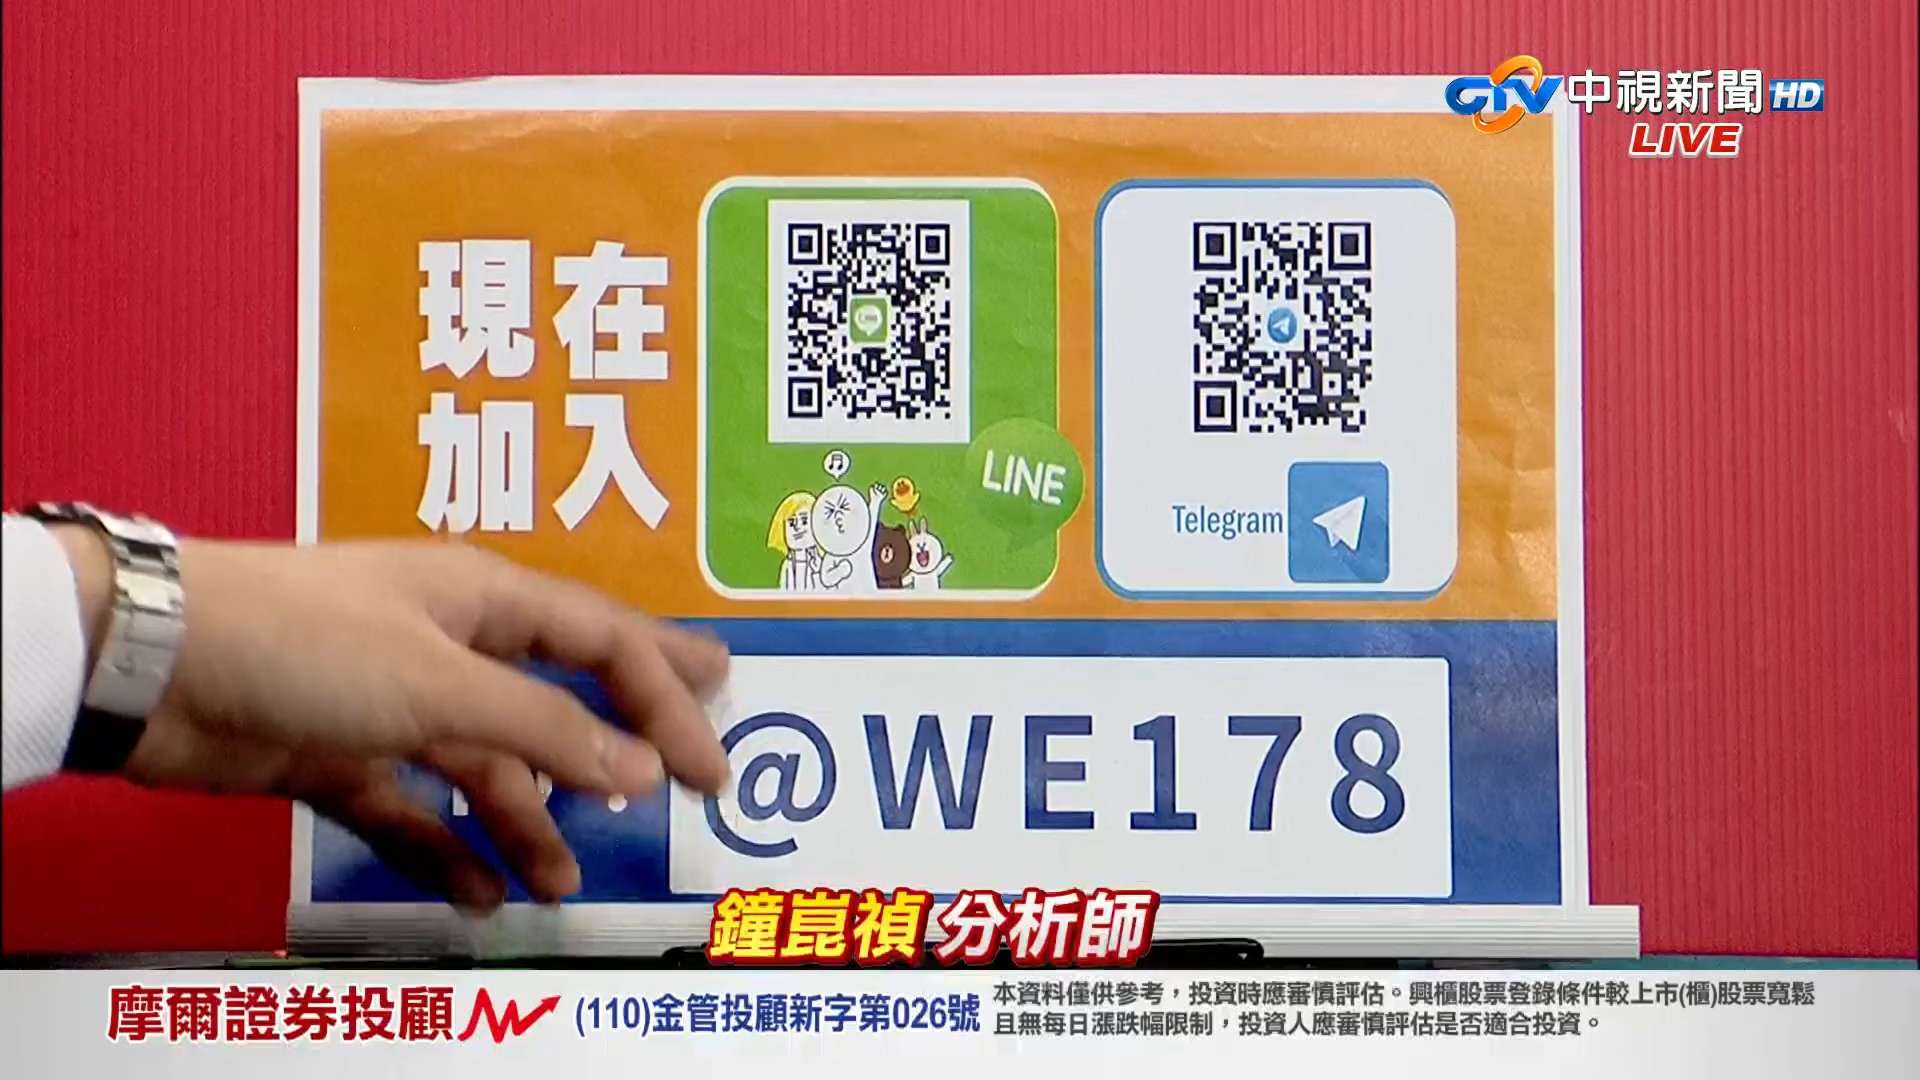 CTV中視新聞HD
LIVE
現在
加入
LINE
Telegram
@WE178
鐘崑禎 分析師
摩爾證券投顧
(110)金管投顧新字第026號
本資料僅供參考，投資時應審慎評估。興櫃股票登錄條件較上市(櫃)股票寬鬆
且無每日漲跌幅限制，投資人應審慎評估是否適合投資。